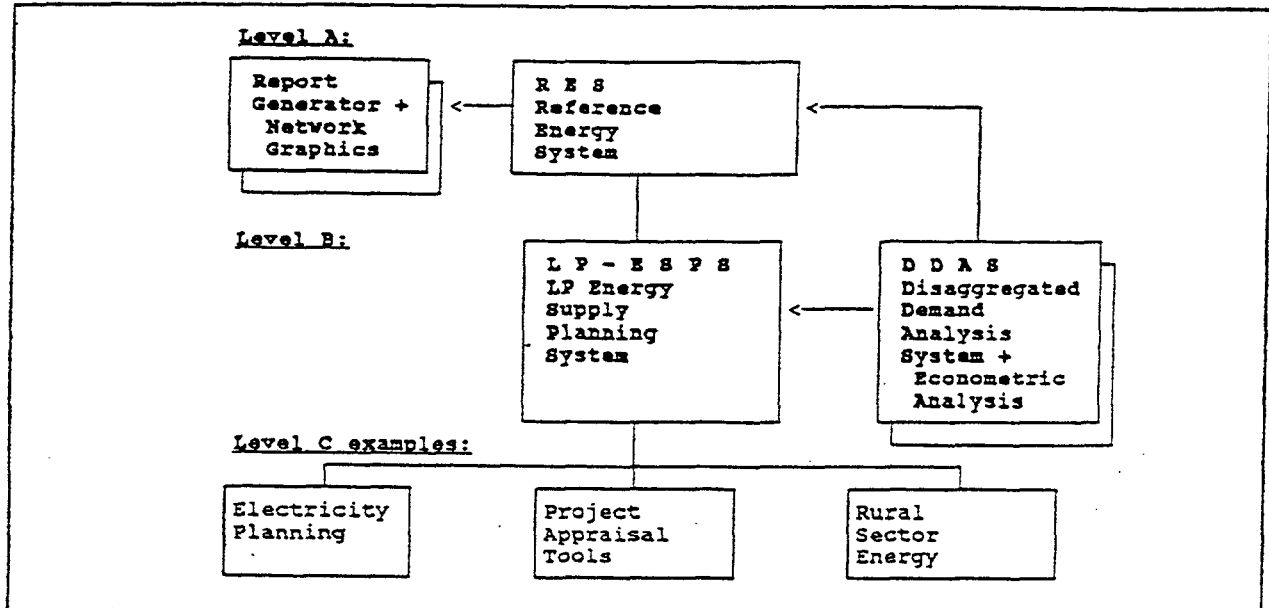 Level A:
Report
Generator +
Network
Graphics
R E S
Reference
Energy
System
Level B:
L P - E S P S
LP Energy
Supply
Planning
System
D D A S
Disaggregated
Demand
Analysis
System +
Econometric
Analysis
Level C examples:
Electricity
Planning
Project
Appraisal
Tools
Rural
Sector
Energy